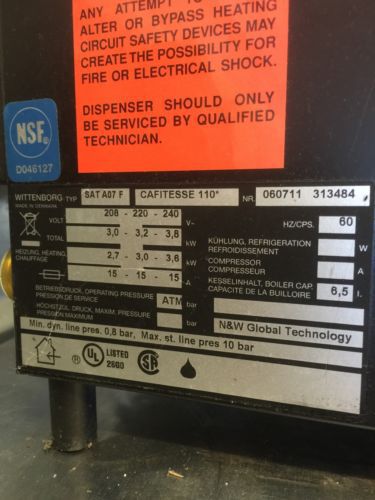 ANY ATTEMPT TO
ALTER OR BYPASS HEATING
CIRCUIT SAFETY DEVICES MAY
CREATE THE POSSIBILITY FOR
FIRE OR ELECTRICAL SHOCK.
DISPENSER SHOULD ONLY
BE SERVICED BY QUALIFIED
TECHNICIAN.
NSF®
D046127
WITTENBORG TYP SAT A07 F CAFITESSE 110* NR. 060711 313484
MADE IN DENMARK
VOLT 208 - 220 - 240 V~ HZ/CPS. 60
TOTAL 3,0 - 3,2 - 3,8 kW KÜHLUNG, REFRIGERATION REFROIDISSEMENT W
HEIZUNG, HEATING, CHAUFFAGE 2,7 - 3,0 - 3,6 kW COMPRESSOR COMPRESEUR A
15 - 15 - 15 A KESSELINHALT, BOILER CAP. CAPACITE DE LA BUILLOIRE 6,5 l.
BETRIEBSDRUCK, OPERATING PRESSURE PRESSION DE SERVICE ATM bar
HÖCHSTZUL. DRUCK, MAXIM. PRESSURE PRESSION MAXIMUM bar N&W Global Technology
Min. dyn. line pres. 0,8 bar, Max. st. line pres 10 bar
UL LISTED
2600
SA